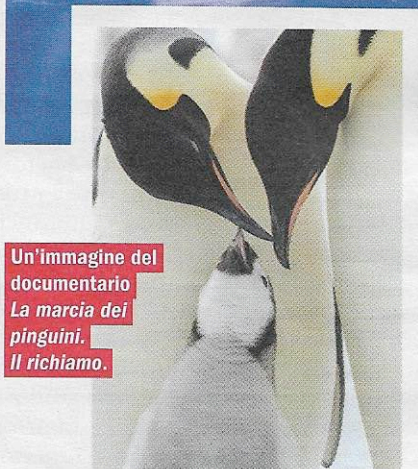 Un'immagine del
documentario
La marcia dei
pinguini.
Il richiamo.